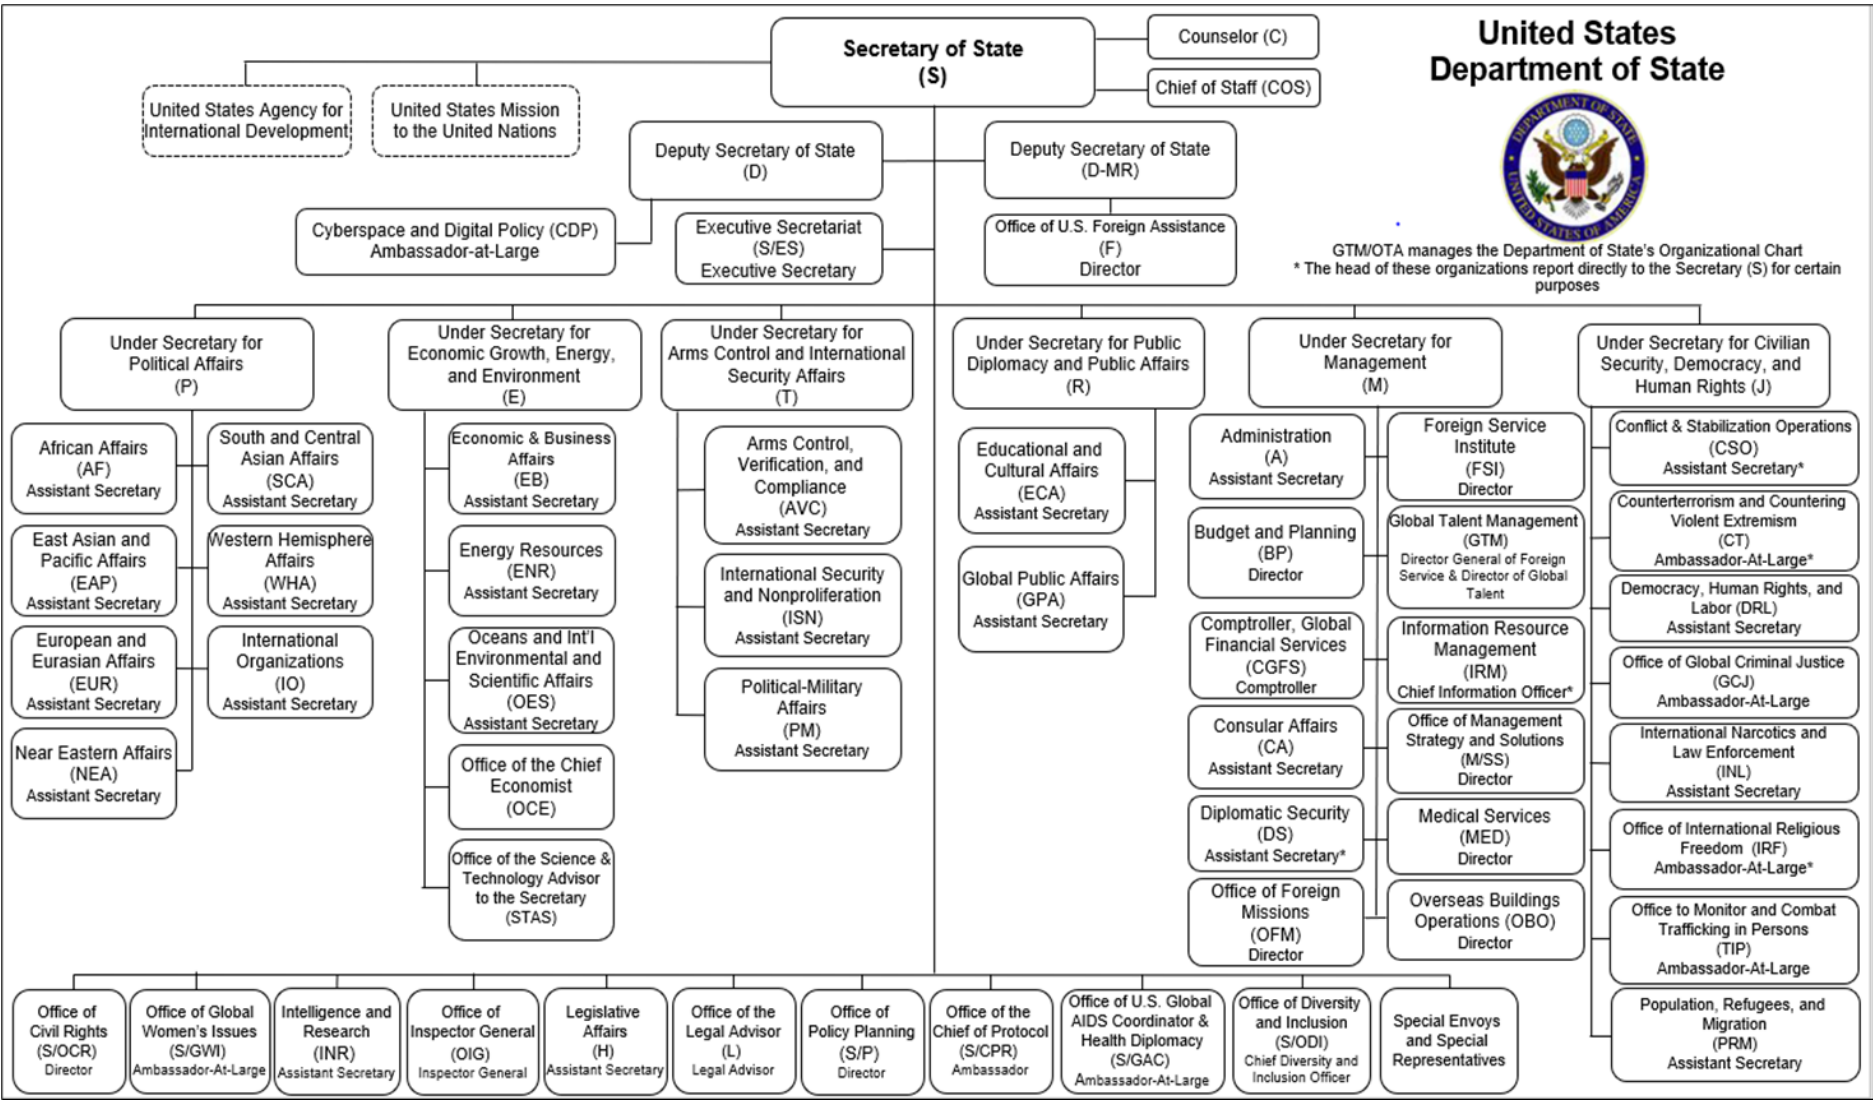 United States
Department of State
DEPARTMENT OF STATE
UNITED STATES OF AMERICA
GTM/OTA manages the Department of State's Organizational Chart
* The head of these organizations report directly to the Secretary (S) for certain
purposes
Secretary of State
(S)
Counselor (C)
Chief of Staff (COS)
United States Agency for
International Development
United States Mission
to the United Nations
Deputy Secretary of State
(D)
Deputy Secretary of State
(D-MR)
Cyberspace and Digital Policy (CDP)
Ambassador-at-Large
Executive Secretariat
(S/ES)
Executive Secretary
Office of U.S. Foreign Assistance
(F)
Director
Under Secretary for
Political Affairs
(P)
African Affairs
(AF)
Assistant Secretary
South and Central
Asian Affairs
(SCA)
Assistant Secretary
East Asian and
Pacific Affairs
(EAP)
Assistant Secretary
Western Hemisphere
Affairs
(WHA)
Assistant Secretary
European and
Eurasian Affairs
(EUR)
Assistant Secretary
International
Organizations
(IO)
Assistant Secretary
Near Eastern Affairs
(NEA)
Assistant Secretary
Under Secretary for
Economic Growth, Energy,
and Environment
(E)
Economic & Business
Affairs
(EB)
Assistant Secretary
Energy Resources
(ENR)
Assistant Secretary
Oceans and Int'l
Environmental and
Scientific Affairs
(OES)
Assistant Secretary
Office of the Chief
Economist
(OCE)
Office of the Science &
Technology Advisor
to the Secretary
(STAS)
Under Secretary for
Arms Control and International
Security Affairs
(T)
Arms Control,
Verification, and
Compliance
(AVC)
Assistant Secretary
International Security
and Nonproliferation
(ISN)
Assistant Secretary
Political-Military
Affairs
(PM)
Assistant Secretary
Under Secretary for Public
Diplomacy and Public Affairs
(R)
Educational and
Cultural Affairs
(ECA)
Assistant Secretary
Global Public Affairs
(GPA)
Assistant Secretary
Under Secretary for
Management
(M)
Administration
(A)
Assistant Secretary
Foreign Service
Institute
(FSI)
Director
Budget and Planning
(BP)
Director
Global Talent Management
(GTM)
Director General of Foreign
Service & Director of Global
Talent
Comptroller, Global
Financial Services
(CGFS)
Comptroller
Information Resource
Management
(IRM)
Chief Information Officer*
Consular Affairs
(CA)
Assistant Secretary
Office of Management
Strategy and Solutions
(M/SS)
Director
Diplomatic Security
(DS)
Assistant Secretary*
Medical Services
(MED)
Director
Office of Foreign
Missions
(OFM)
Director
Overseas Buildings
Operations (OBO)
Director
Under Secretary for Civilian
Security, Democracy, and
Human Rights (J)
Conflict & Stabilization Operations
(CSO)
Assistant Secretary*
Counterterrorism and Countering
Violent Extremism
(CT)
Ambassador-At-Large*
Democracy, Human Rights, and
Labor (DRL)
Assistant Secretary
Office of Global Criminal Justice
(GCJ)
Ambassador-At-Large
International Narcotics and
Law Enforcement
(INL)
Assistant Secretary
Office of International Religious
Freedom (IRF)
Ambassador-At-Large*
Office to Monitor and Combat
Trafficking in Persons
(TIP)
Ambassador-At-Large
Population, Refugees, and
Migration
(PRM)
Assistant Secretary
Office of
Civil Rights
(S/OCR)
Director
Office of Global
Women's Issues
(S/GWI)
Ambassador-At-Large
Intelligence and
Research
(INR)
Assistant Secretary
Office of
Inspector General
(OIG)
Inspector General
Legislative
Affairs
(H)
Assistant Secretary
Office of the
Legal Advisor
(L)
Legal Advisor
Office of
Policy Planning
(S/P)
Director
Office of the
Chief of Protocol
(S/CPR)
Ambassador
Office of U.S. Global
AIDS Coordinator &
Health Diplomacy
(S/GAC)
Ambassador-At-Large
Office of Diversity
and Inclusion
(S/ODI)
Chief Diversity and
Inclusion Officer
Special Envoys
and Special
Representatives